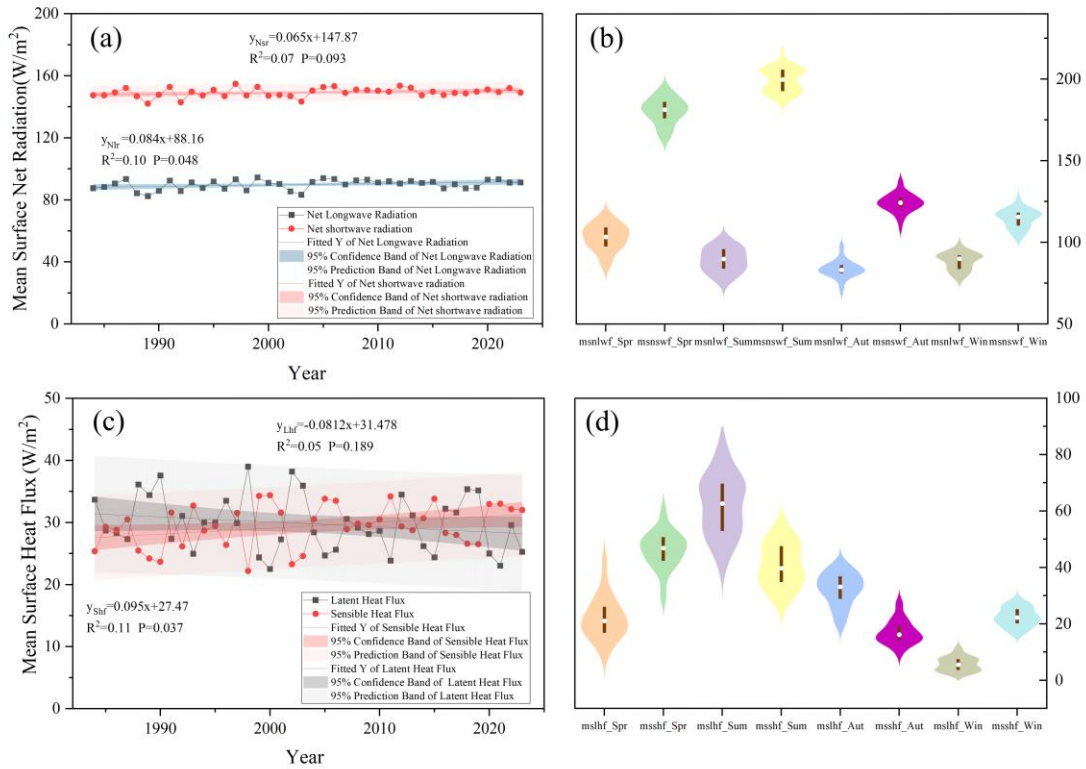 (a)
Mean Surface Net Radiation(W/m²)
200
160
120
80
40
0
yNsr=0.065x+147.87
R²=0.07 P=0.093
yNlr=0.084x+88.16
R²=0.10 P=0.048
Net Longwave Radiation
Net shortwave radiation
Fitted Y of Net Longwave Radiation
95% Confidence Band of Net Longwave Radiation
95% Prediction Band of Net Longwave Radiation
Fitted Y of Net shortwave radiation
95% Confidence Band of Net shortwave radiation
95% Prediction Band of Net shortwave radiation
1990 2000 2010 2020
Year
(b)
200
150
100
50
msnlwf_Spr msnswf_Spr msnlwf_Sum msnswf_Sum msnlwf_Aut msnswf_Aut msnlwf_Win msnswf_Win
(c)
Mean Surface Heat Flux(W/m²)
50
40
30
20
10
0
yLhf=-0.0812x+31.478
R²=0.05 P=0.189
yShf=0.095x+27.47
R²=0.11 P=0.037
Latent Heat Flux
Sensible Heat Flux
Fitted Y of Sensible Heat Flux
95% Confidence Band of Sensible Heat Flux
95% Prediction Band of Sensible Heat Flux
Fitted Y of Latent Heat Flux
95% Confidence Band of Latent Heat Flux
95% Prediction Band of Latent Heat Flux
1990 2000 2010 2020
Year
(d)
100
80
60
40
20
0
mslhf_Spr msshf_Spr mslhf_Sum msshf_Sum mslhf_Aut msshf_Aut mslhf_Win msshf_Win